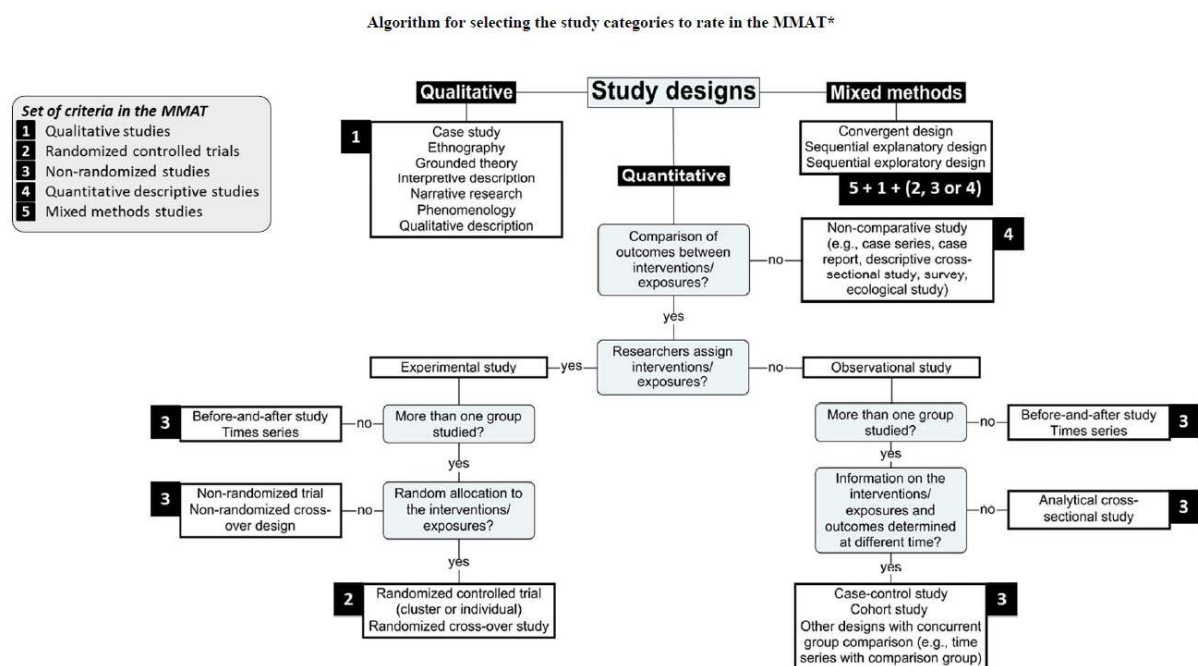 Algorithm for selecting the study categories to rate in the MMAT*
Set of criteria in the MMAT
1 Qualitative studies
2 Randomized controlled trials
3 Non-randomized studies
4 Quantitative descriptive studies
5 Mixed methods studies
Study designs
Qualitative
1
Case study
Ethnography
Grounded theory
Interpretive description
Narrative research
Phenomenology
Qualitative description
Mixed methods
Convergent design
Sequential explanatory design
Sequential exploratory design
5 + 1 + (2, 3 or 4)
Quantitative
Comparison of
outcomes between
interventions/
exposures?
no
Non-comparative study
(e.g., case series, case
report, descriptive cross-
sectional study, survey,
ecological study)
4
yes
Researchers assign
interventions/
exposures?
yes
Experimental study
no
Observational study
More than one group
studied?
no
3
Before-and-after study
Times series
yes
Random allocation to
the interventions/
exposures?
no
3
Non-randomized trial
Non-randomized cross-
over design
yes
2
Randomized controlled trial
(cluster or individual)
Randomized cross-over study
More than one group
studied?
no
Before-and-after study
Times series
3
yes
Information on the
interventions/
exposures and
outcomes determined
at different time?
no
Analytical cross-
sectional study
3
yes
Case-control study
Cohort study
Other designs with concurrent
group comparison (e.g., time
series with comparison group)
3